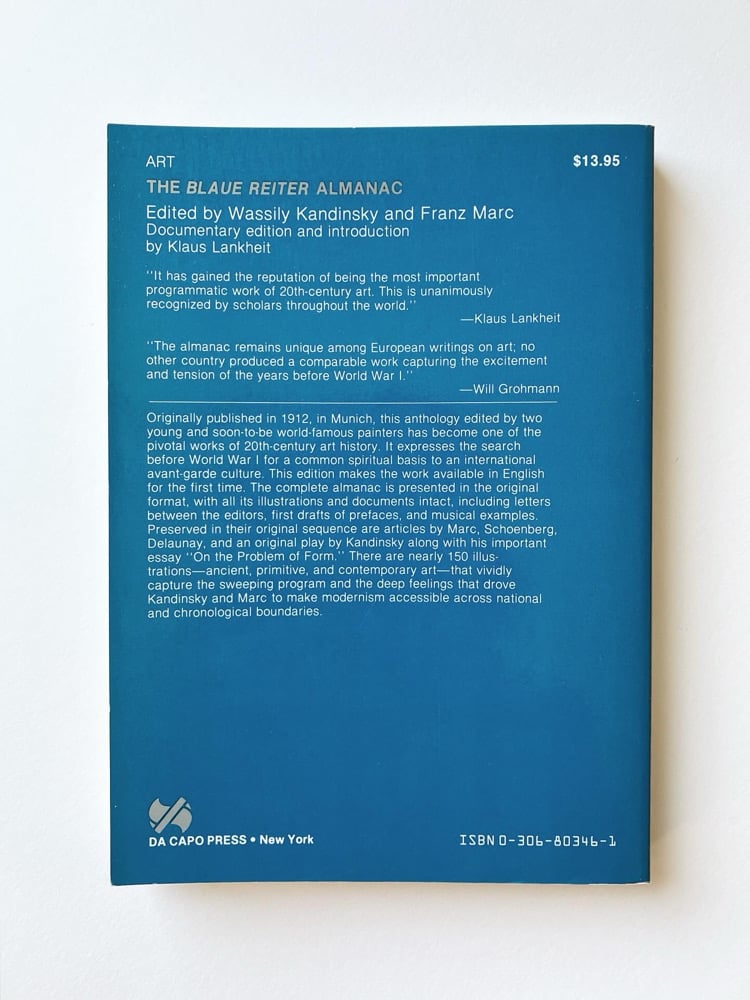 ART $13.95
THE BLAUE REITER ALMANAC
Edited by Wassily Kandinsky and Franz Marc
Documentary edition and introduction
by Klaus Lankheit
''It has gained the reputation of being the most important
programmatic work of 20th-century art. This is unanimously
recognized by scholars throughout the world.''
—Klaus Lankheit
''The almanac remains unique among European writings on art; no
other country produced a comparable work capturing the excitement
and tension of the years before World War I.''
—Will Grohmann
Originally published in 1912, in Munich, this anthology edited by two
young and soon-to-be world-famous painters has become one of the
pivotal works of 20th-century art history. It expresses the search
before World War I for a common spiritual basis to an international
avant-garde culture. This edition makes the work available in English
for the first time. The complete almanac is presented in the original
format, with all its illustrations and documents intact, including letters
between the editors, first drafts of prefaces, and musical examples.
Preserved in their original sequence are articles by Marc, Schoenberg,
Delaunay, and an original play by Kandinsky along with his important
essay ''On the Problem of Form.'' There are nearly 150 illus-
trations—ancient, primitive, and contemporary art—that vividly
capture the sweeping program and the deep feelings that drove
Kandinsky and Marc to make modernism accessible across national
and chronological boundaries.
DA CAPO PRESS • New York ISBN 0-306-80346-1